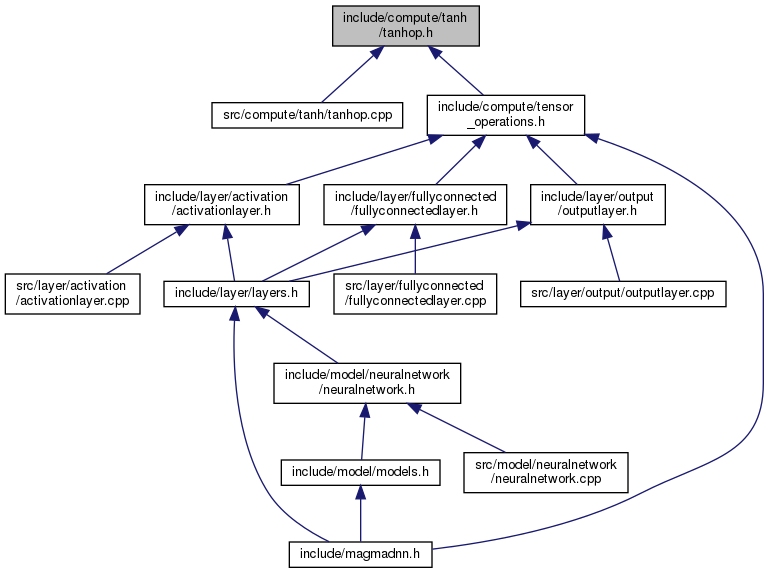 include/compute/tanh
/tanhop.h
src/compute/tanh/tanhop.cpp
include/compute/tensor
_operations.h
include/layer/activation
/activationlayer.h
include/layer/fullyconnected
/fullyconnectedlayer.h
include/layer/output
/outputlayer.h
src/layer/activation
/activationlayer.cpp
include/layer/layers.h
src/layer/fullyconnected
/fullyconnectedlayer.cpp
src/layer/output/outputlayer.cpp
include/model/neuralnetwork
/neuralnetwork.h
include/model/models.h
src/model/neuralnetwork
/neuralnetwork.cpp
include/magmadnn.h